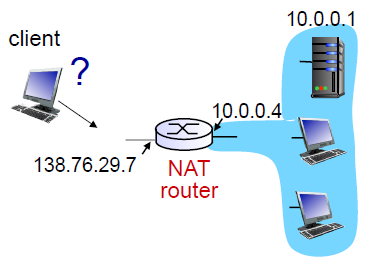 10.0.0.1
client
?
10.0.0.4
138.76.29.7
NAT
router